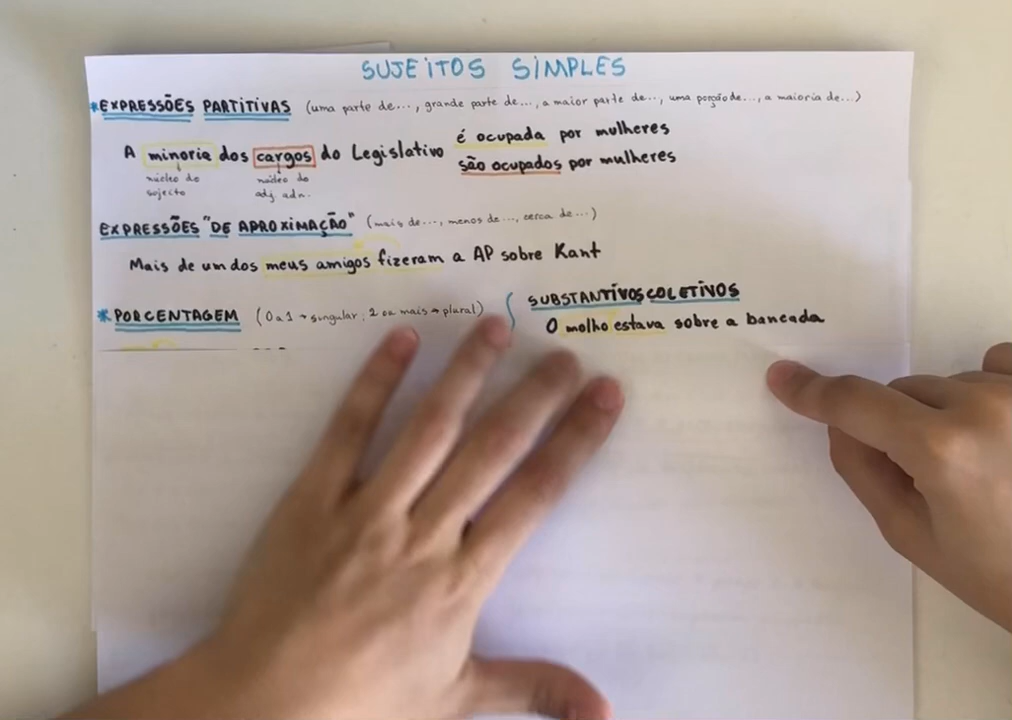 SUJEITOS SIMPLES
*EXPRESSÕES PARTITIVAS (uma parte de..., grande parte de..., a maior parte de..., uma porção de..., a maioria de...)
A minoria dos cargos do Legislativo
é ocupada por mulheres
são ocupados por mulheres
núcleo do
sujeito
núcleo do
adj. adn.
EXPRESSÕES "DE APROXIMAÇÃO" (mais de..., menos de..., cerca de...)
Mais de um dos meus amigos fizeram a AP sobre Kant
*PORCENTAGEM (0 a 1 → singular; 2 ou mais → plural)
SUBSTANTIVOS COLETIVOS
O molho estava sobre a bancada